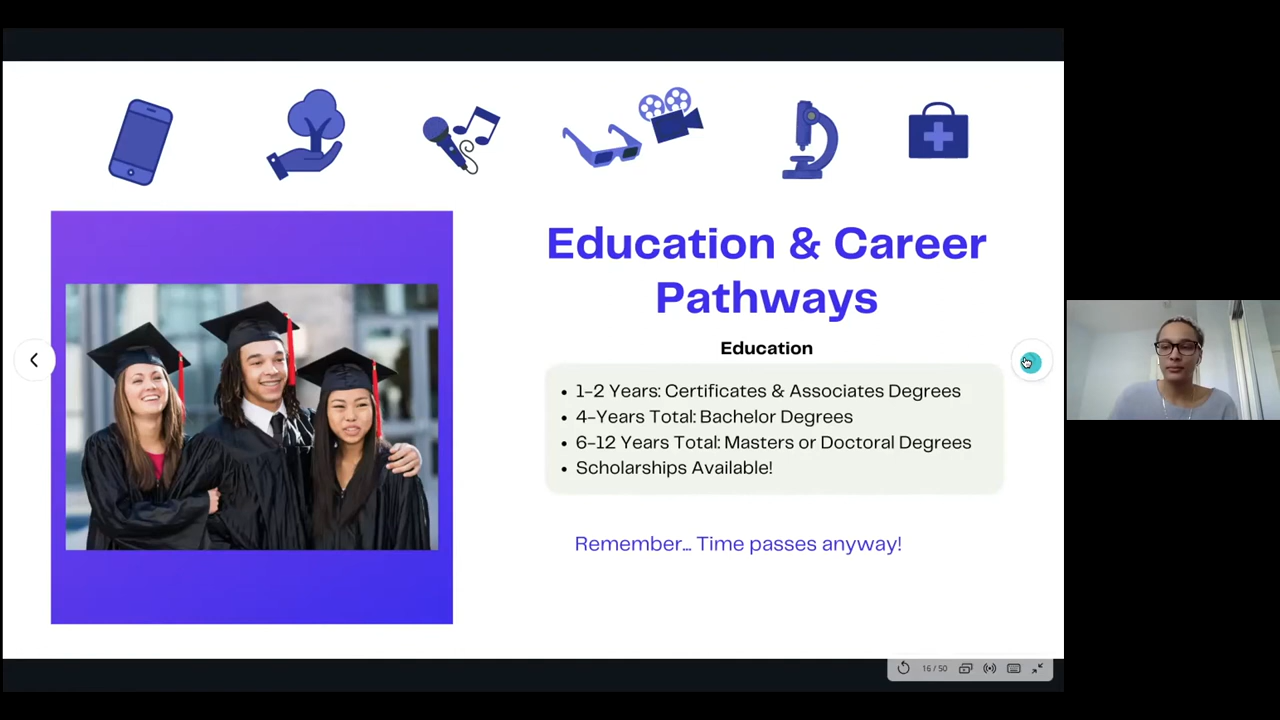 Education & Career
Pathways
Education
• 1-2 Years: Certificates & Associates Degrees
• 4-Years Total: Bachelor Degrees
• 6-12 Years Total: Masters or Doctoral Degrees
• Scholarships Available!
Remember... Time passes anyway!
16 / 50